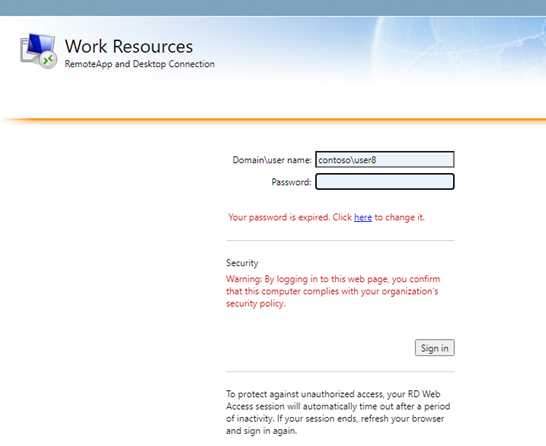 Work Resources
RemoteApp and Desktop Connection
Domain\user name: contoso\user8
Password:
Your password is expired. Click here to change it.
Security
Warning: By logging in to this web page, you confirm
that this computer complies with your organization's
security policy.
Sign in
To protect against unauthorized access, your RD Web
Access session will automatically time out after a period
of inactivity. If your session ends, refresh your browser
and sign in again.